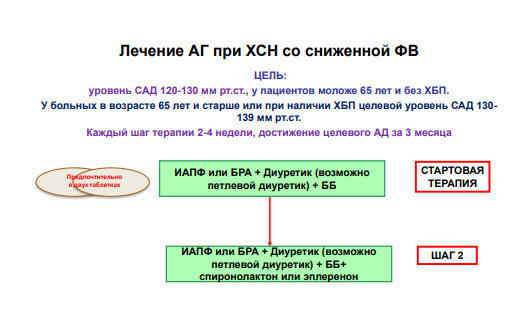 Лечение АГ при ХСН со сниженной ФВ
ЦЕЛЬ:
уровень САД 120-130 мм рт.ст., у пациентов моложе 65 лет и без ХБП.
У больных в возрасте 65 лет и старше или при наличии ХБП целевой уровень САД 130-
139 мм рт.ст.
Каждый шаг терапии 2-4 недели, достижение целевого АД за 3 месяца
Предпочтительно
в двух таблетках
ИАПФ или БРА + Диуретик (возможно
петлевой диуретик) + ББ
СТАРТОВАЯ
ТЕРАПИЯ
ИАПФ или БРА + Диуретик (возможно
петлевой диуретик) + ББ+
спиронолактон или эплеренон
ШАГ 2